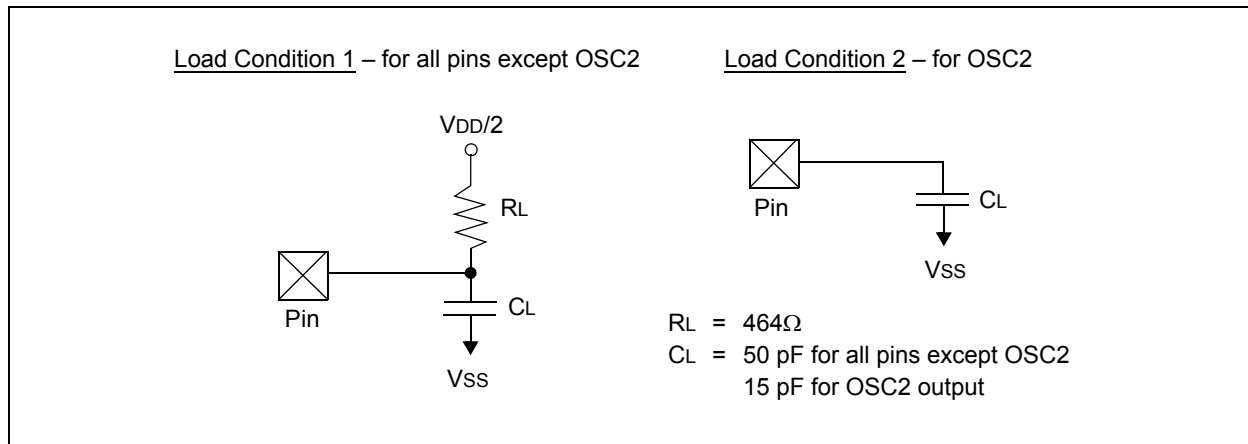 Load Condition 1 – for all pins except OSC2
VDD/2
RL
Pin
CL
VSS
Load Condition 2 – for OSC2
Pin
CL
VSS
RL = 464Ω
CL = 50 pF for all pins except OSC2
15 pF for OSC2 output